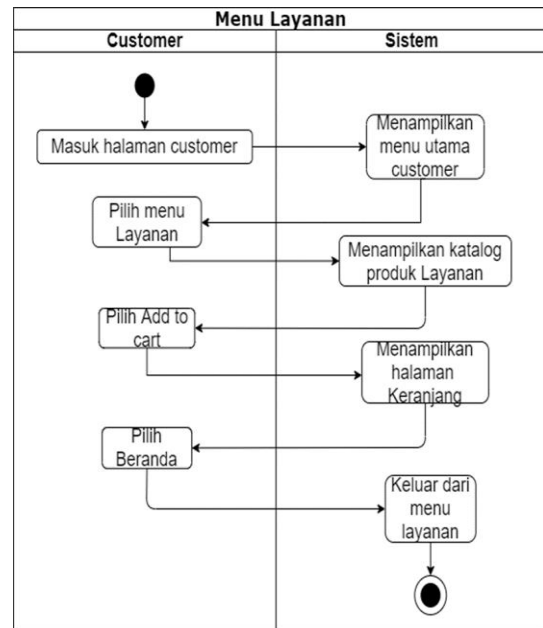 Menu Layanan
Customer
Sistem
Masuk halaman customer
Menampilkan
menu utama
customer
Pilih menu
Layanan
Menampilkan katalog
produk Layanan
Pilih Add to
cart
Menampilkan
halaman
Keranjang
Pilih
Beranda
Keluar dari
menu
layanan